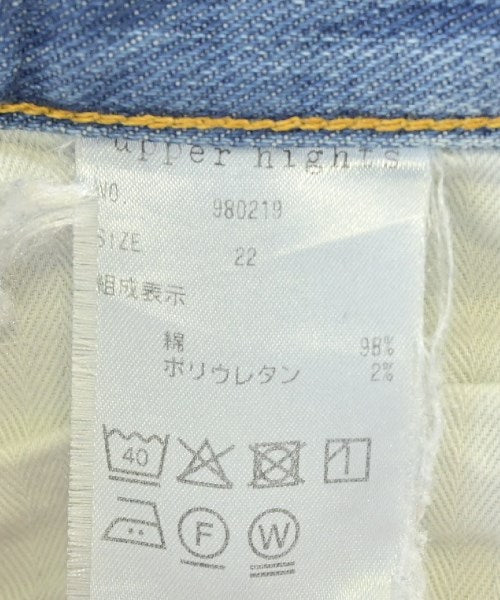 upper hights
NO. 980219
SIZE 22
組成表示
綿 98%
ポリウレタン 2%
40
F W